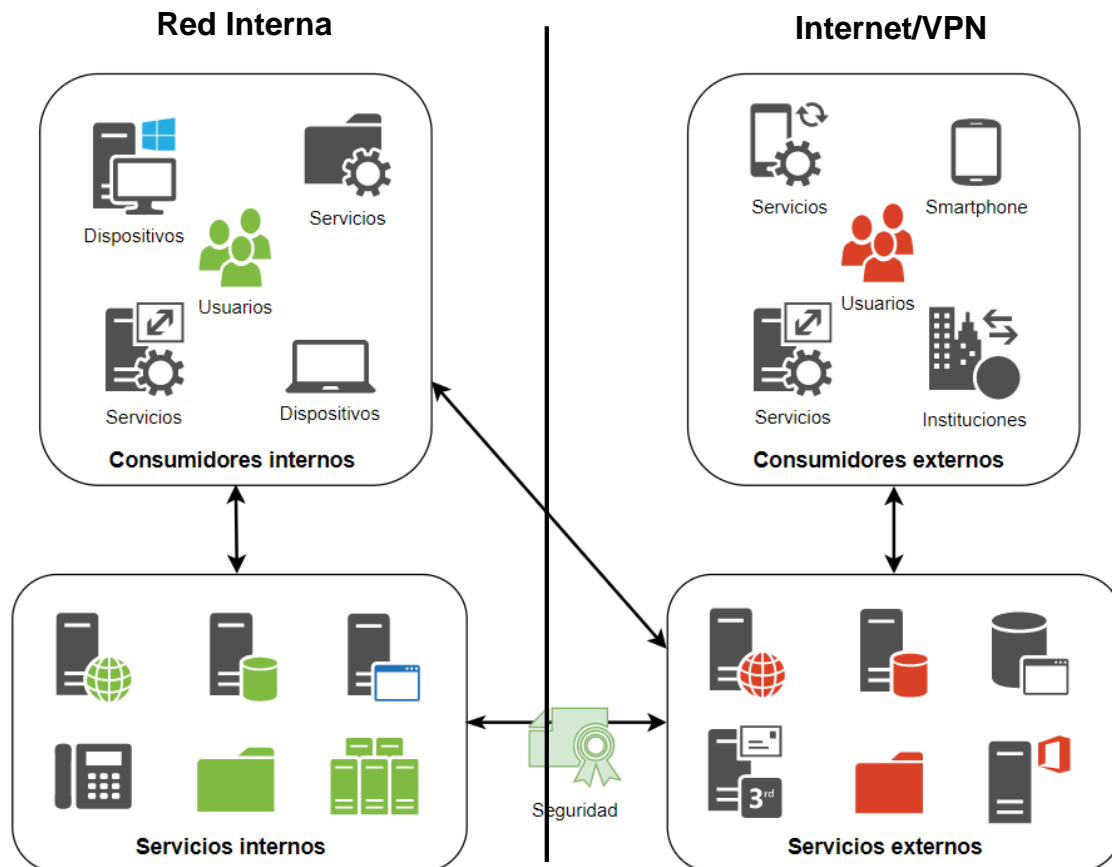 Red Interna
Internet/VPN
Dispositivos
Servicios
Usuarios
Servicios
Dispositivos
Consumidores internos
Servicios
Smartphone
Usuarios
Servicios
Instituciones
Consumidores externos
Servicios internos
Seguridad
3rd
Servicios externos